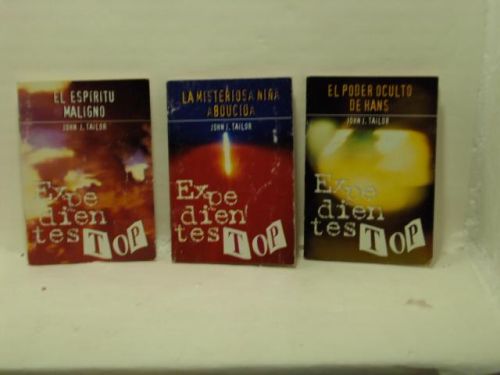 EL ESPÍRITU
MALIGNO
JOHN J. TAILOR
Expe
dien
tes TOP
LA MISTERIOSA NIÑA
ABDUCIDA
JOHN J. TAILOR
Expe
dien
tes TOP
EL PODER OCULTO
DE HANS
JOHN J. TAILOR
Expe
dien
tes TOP